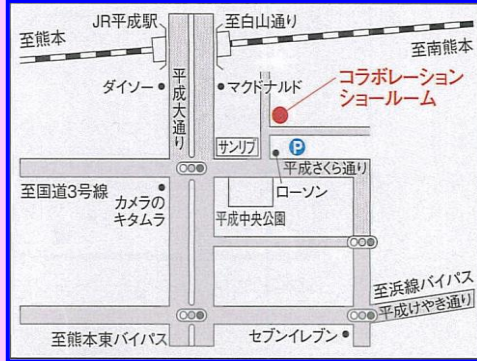 JR平成駅
至白山通り
至熊本
至南熊本
ダイソー
平成大通り
マクドナルド
コラボレーション
ショールーム
サンリブ
P
平成さくら通り
至国道3号線
カメラの
キタムラ
ローソン
平成中央公園
至浜線バイパス
平成けやき通り
至熊本東バイパス
セブンイレブン